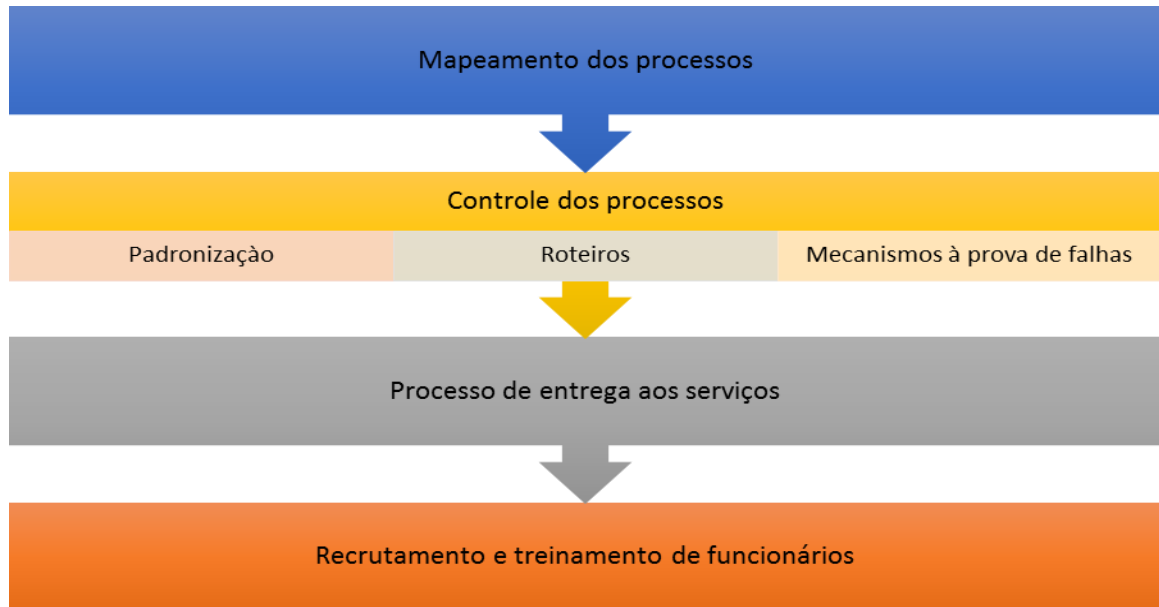 Mapeamento dos processos
Controle dos processos
Padronizaçào
Roteiros
Mecanismos à prova de falhas
Processo de entrega aos serviços
Recrutamento e treinamento de funcionários